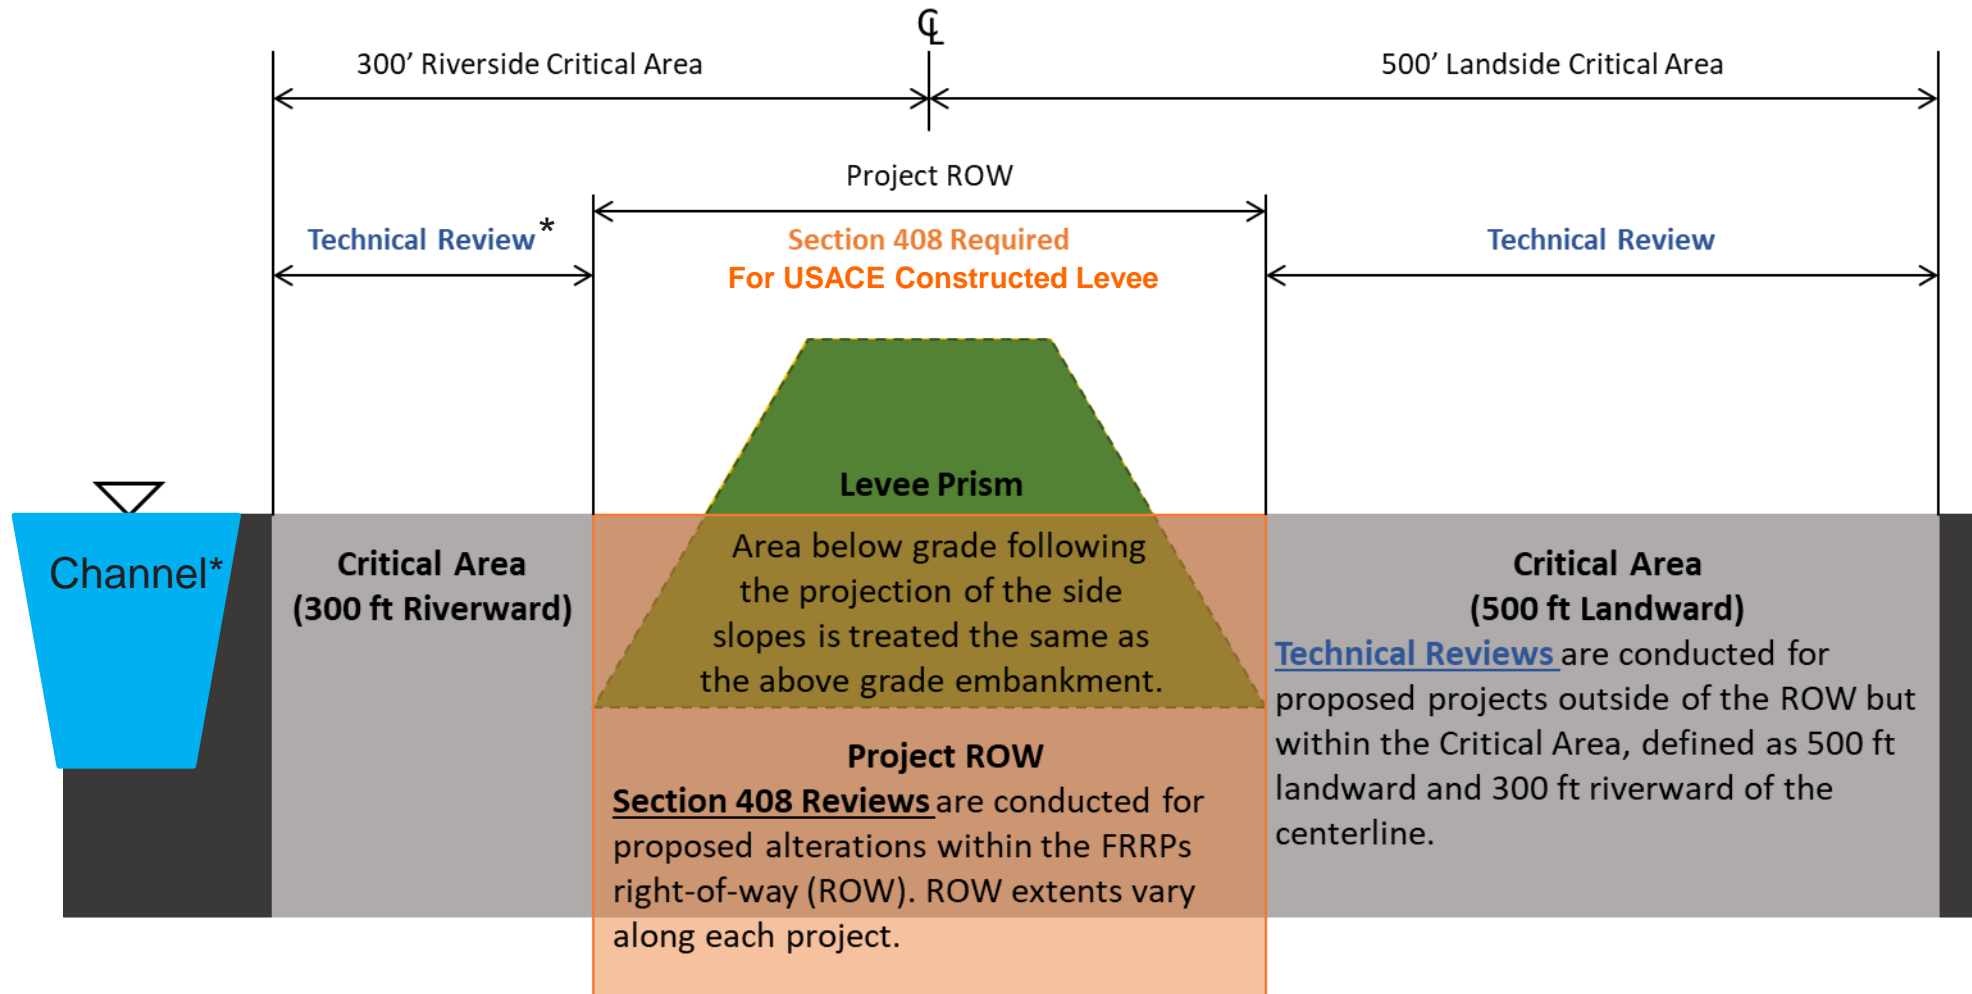 ℄
300’ Riverside Critical Area
500’ Landside Critical Area
Project ROW
Technical Review*
Section 408 Required
For USACE Constructed Levee
Technical Review
Channel*
Critical Area
(300 ft Riverward)
Levee Prism
Area below grade following
the projection of the side
slopes is treated the same as
the above grade embankment.
Project ROW
Section 408 Reviews are conducted for
proposed alterations within the FRRPs
right-of-way (ROW). ROW extents vary
along each project.
Critical Area
(500 ft Landward)
Technical Reviews are conducted for
proposed projects outside of the ROW but
within the Critical Area, defined as 500 ft
landward and 300 ft riverward of the
centerline.